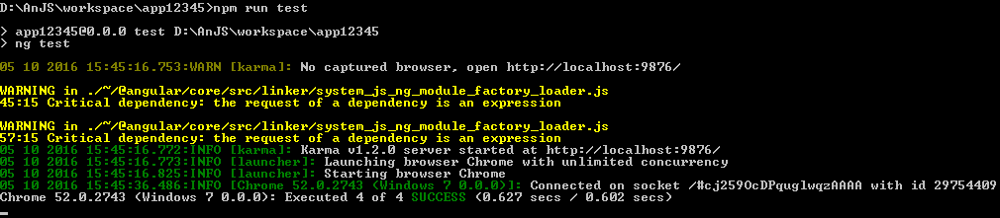 D:\AnJS\workspace\app12345>npm run test
> app12345@0.0.0 test D:\AnJS\workspace\app12345
> ng test
05 10 2016 15:45:16.753:WARN [karma]: No captured browser, open http://localhost:9876/
WARNING in ./~/@angular/core/src/linker/system_js_ng_module_factory_loader.js
45:15 Critical dependency: the request of a dependency is an expression
WARNING in ./~/@angular/core/src/linker/system_js_ng_module_factory_loader.js
57:15 Critical dependency: the request of a dependency is an expression
05 10 2016 15:45:16.772:INFO [karma]: Karma v1.2.0 server started at http://localhost:9876/
05 10 2016 15:45:16.773:INFO [launcher]: Launching browser Chrome with unlimited concurrency
05 10 2016 15:45:16.825:INFO [launcher]: Starting browser Chrome
05 10 2016 15:45:36.486:INFO [Chrome 52.0.2743 (Windows 7 0.0.0)]: Connected on socket /#cj259OcDPquglwqzAAAA with id 29754409
Chrome 52.0.2743 (Windows 7 0.0.0): Executed 4 of 4 SUCCESS (0.627 secs / 0.602 secs)